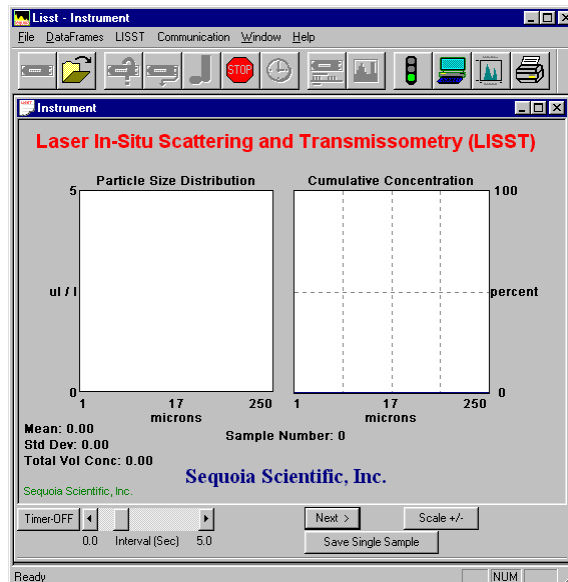 Lisst - Instrument
File DataFrames LISST Communication Window Help
STOP
Instrument
Laser In-Situ Scattering and Transmissometry (LISST)
Particle Size Distribution Cumulative Concentration
5 100
ul / l percent
0 0
1 17 250 1 17 250
microns microns
Mean: 0.00
Std Dev: 0.00
Sample Number: 0
Total Vol Conc: 0.00
Sequoia Scientific, Inc.
Sequoia Scientific, Inc.
Timer-OFF Next > Scale +/-
0.0 Interval (Sec) 5.0 Save Single Sample
Ready NUM